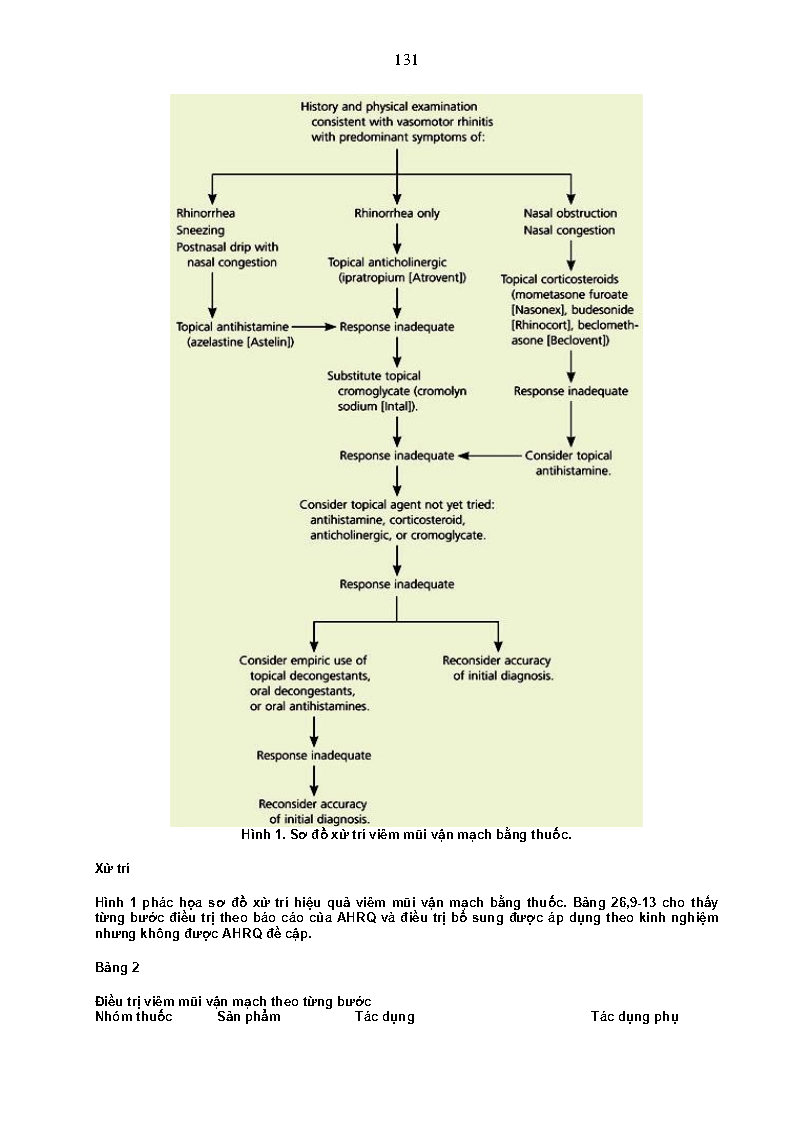 131
History and physical examination
consistent with vasomotor rhinitis
with predominant symptoms of:
Rhinorrhea
Sneezing
Postnasal drip with
nasal congestion
Rhinorrhea only
Nasal obstruction
Nasal congestion
Topical anticholinergic
(ipratropium [Atrovent])
Topical corticosteroids
(mometasone furoate
[Nasonex], budesonide
[Rhinocort], beclometh-
asone [Beclovent])
Topical antihistamine
(azelastine [Astelin])
Response inadequate
Substitute topical
cromoglycate (cromolyn
sodium [Intal]).
Response inadequate
Response inadequate
Consider topical
antihistamine.
Consider topical agent not yet tried:
antihistamine, corticosteroid,
anticholinergic, or cromoglycate.
Response inadequate
Consider empiric use of
topical decongestants,
oral decongestants,
or oral antihistamines.
Reconsider accuracy
of initial diagnosis.
Response inadequate
Reconsider accuracy
of initial diagnosis.
Hình 1. Sơ đồ xử trí viêm mũi vận mạch bằng thuốc.
Xử trí
Hình 1 phác họa sơ đồ xử trí hiệu quả viêm mũi vận mạch bằng thuốc. Bảng 26,9-13 cho thấy
từng bước điều trị theo báo cáo của AHRQ và điều trị bổ sung được áp dụng theo kinh nghiệm
nhưng không được AHRQ đề cập.
Bảng 2
Điều trị viêm mũi vận mạch theo từng bước
Nhóm thuốc Sản phẩm Tác dụng Tác dụng phụ